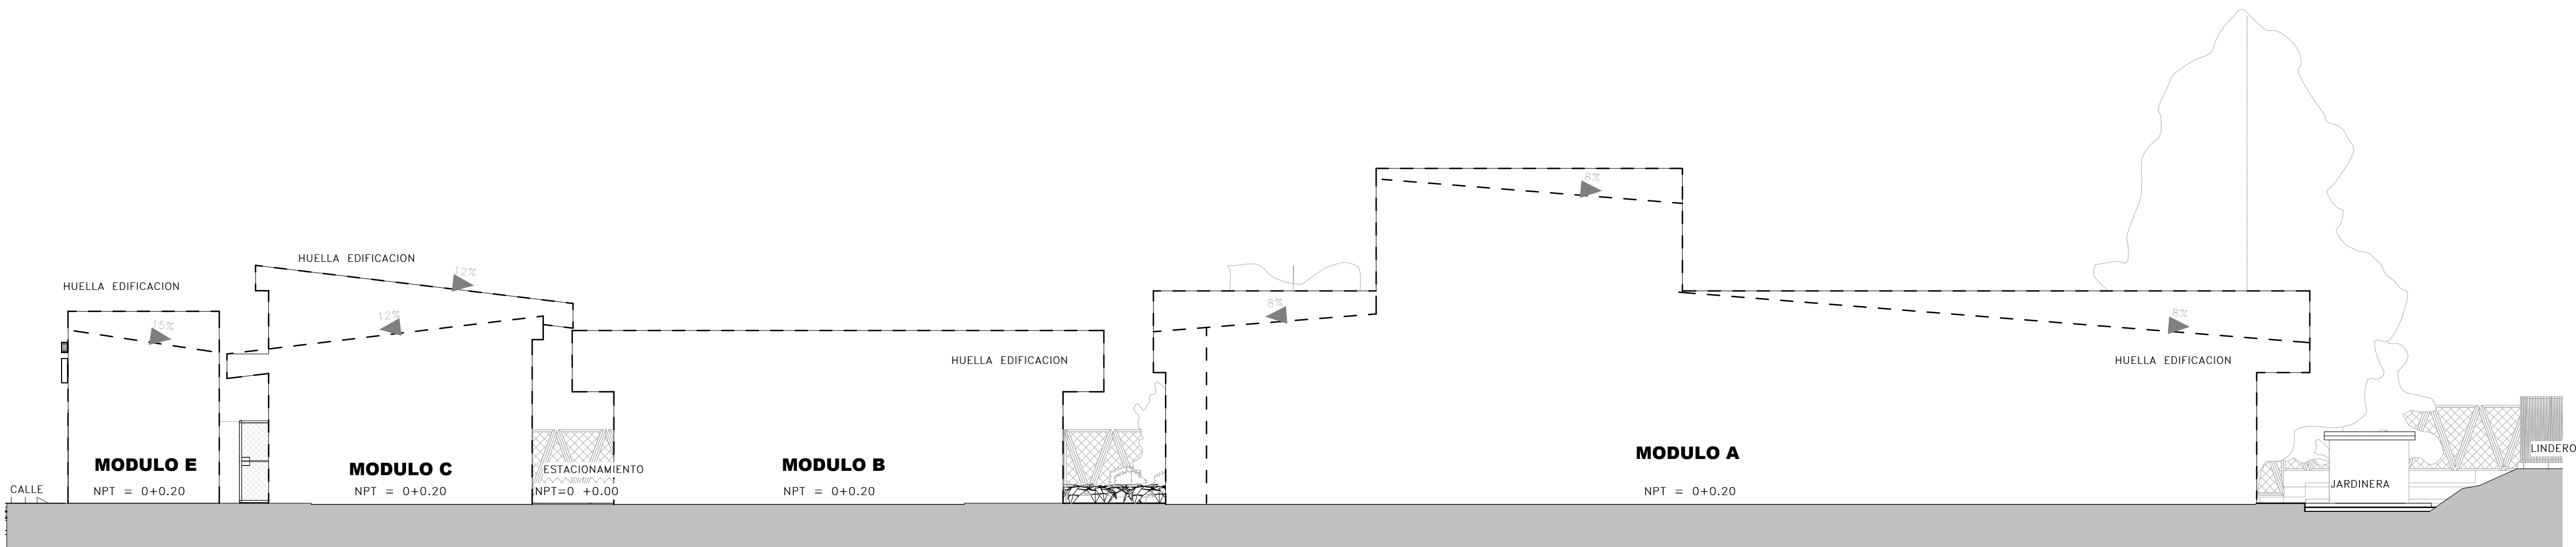 8%
HUELLA EDIFICACION
12%
HUELLA EDIFICACION
8%
8%
12%
15%
HUELLA EDIFICACION
HUELLA EDIFICACION
MODULO E
MODULO C
MODULO B
MODULO A
ESTACIONAMIENTO
LINDERO
JARDINERA
CALLE
NPT = 0+0.20
NPT = 0+0.20
NPT=0 +0.00
NPT = 0+0.20
NPT = 0+0.20